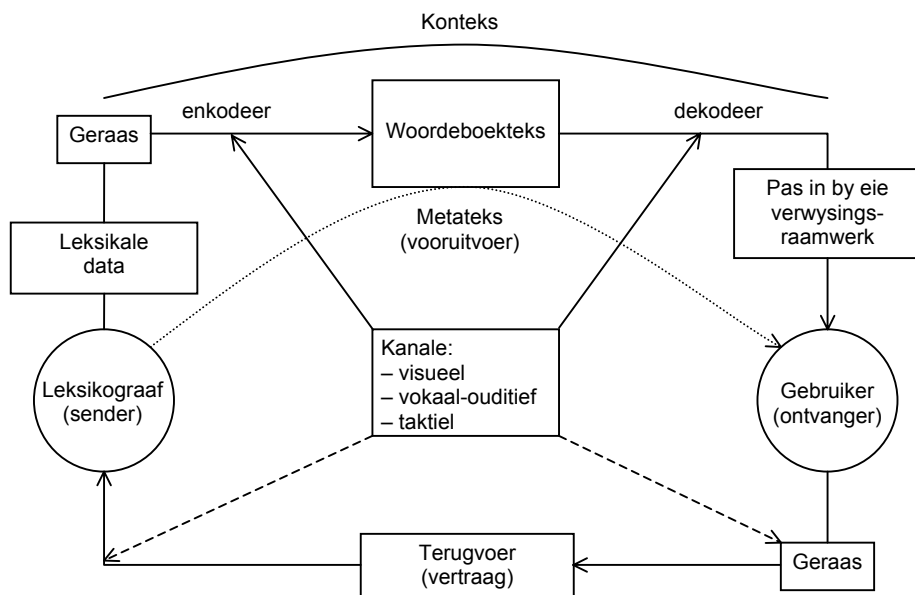 Konteks
enkodeer
dekodeer
Geraas
Woordeboekteks
Pas in by eie
verwysings-
raamwerk
Leksikale
data
Metateks
(vooruitvoer)
Leksikograaf
(sender)
Kanale:
– visueel
– vokaal-ouditief
– taktiel
Gebruiker
(ontvanger)
Terugvoer
(vertraag)
Geraas